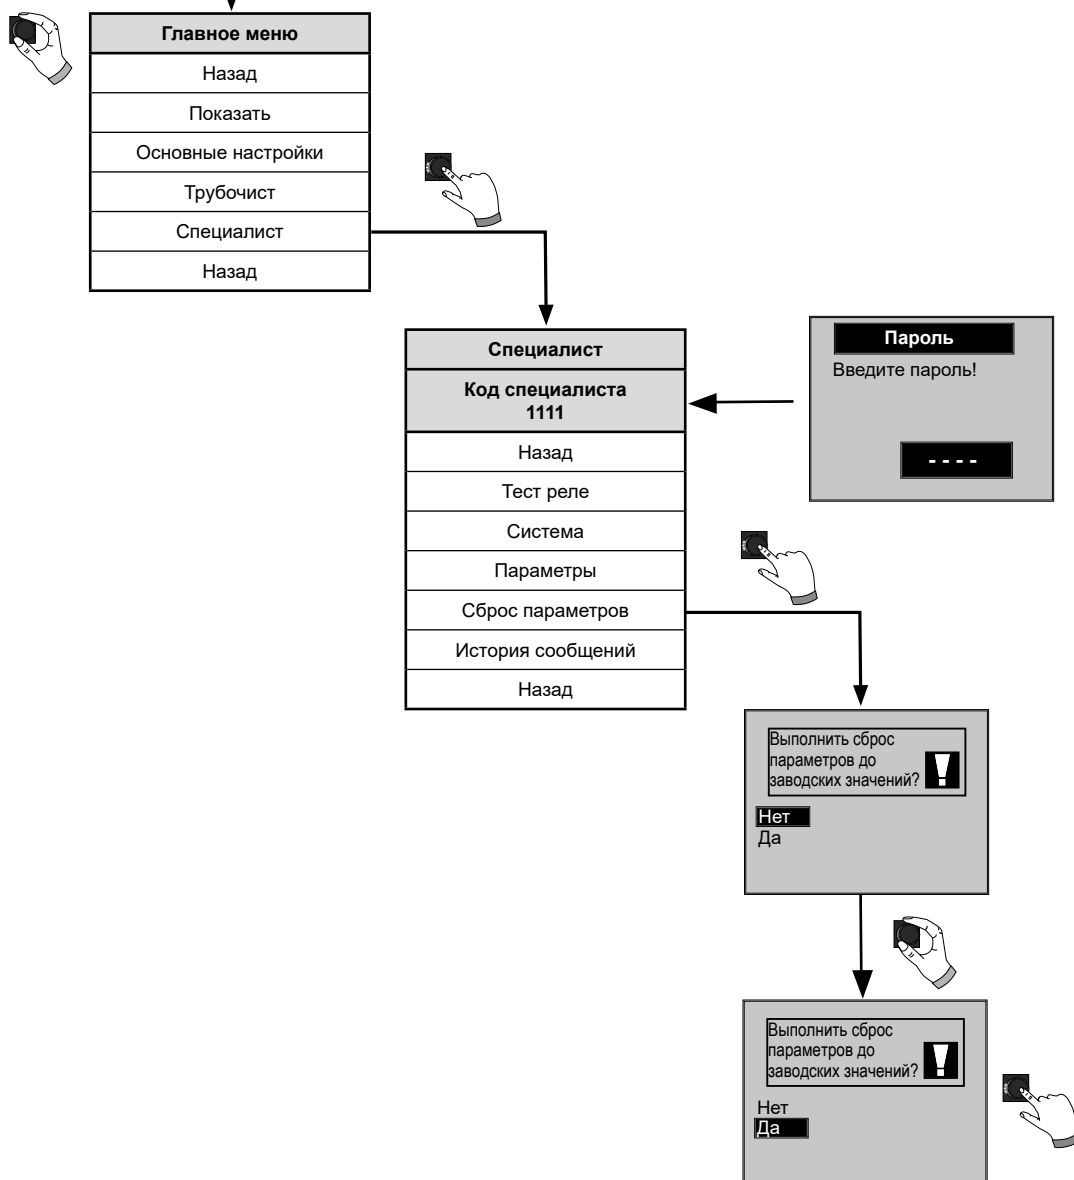 Главное меню
Назад
Показать
Основные настройки
Трубочист
Специалист
Назад
Специалист
Код специалиста
1111
Назад
Тест реле
Система
Параметры
Сброс параметров
История сообщений
Назад
Пароль
Введите пароль!
- - - -
Выполнить сброс
параметров до
заводских значений?
!
Нет
Да
Выполнить сброс
параметров до
заводских значений?
!
Нет
Да